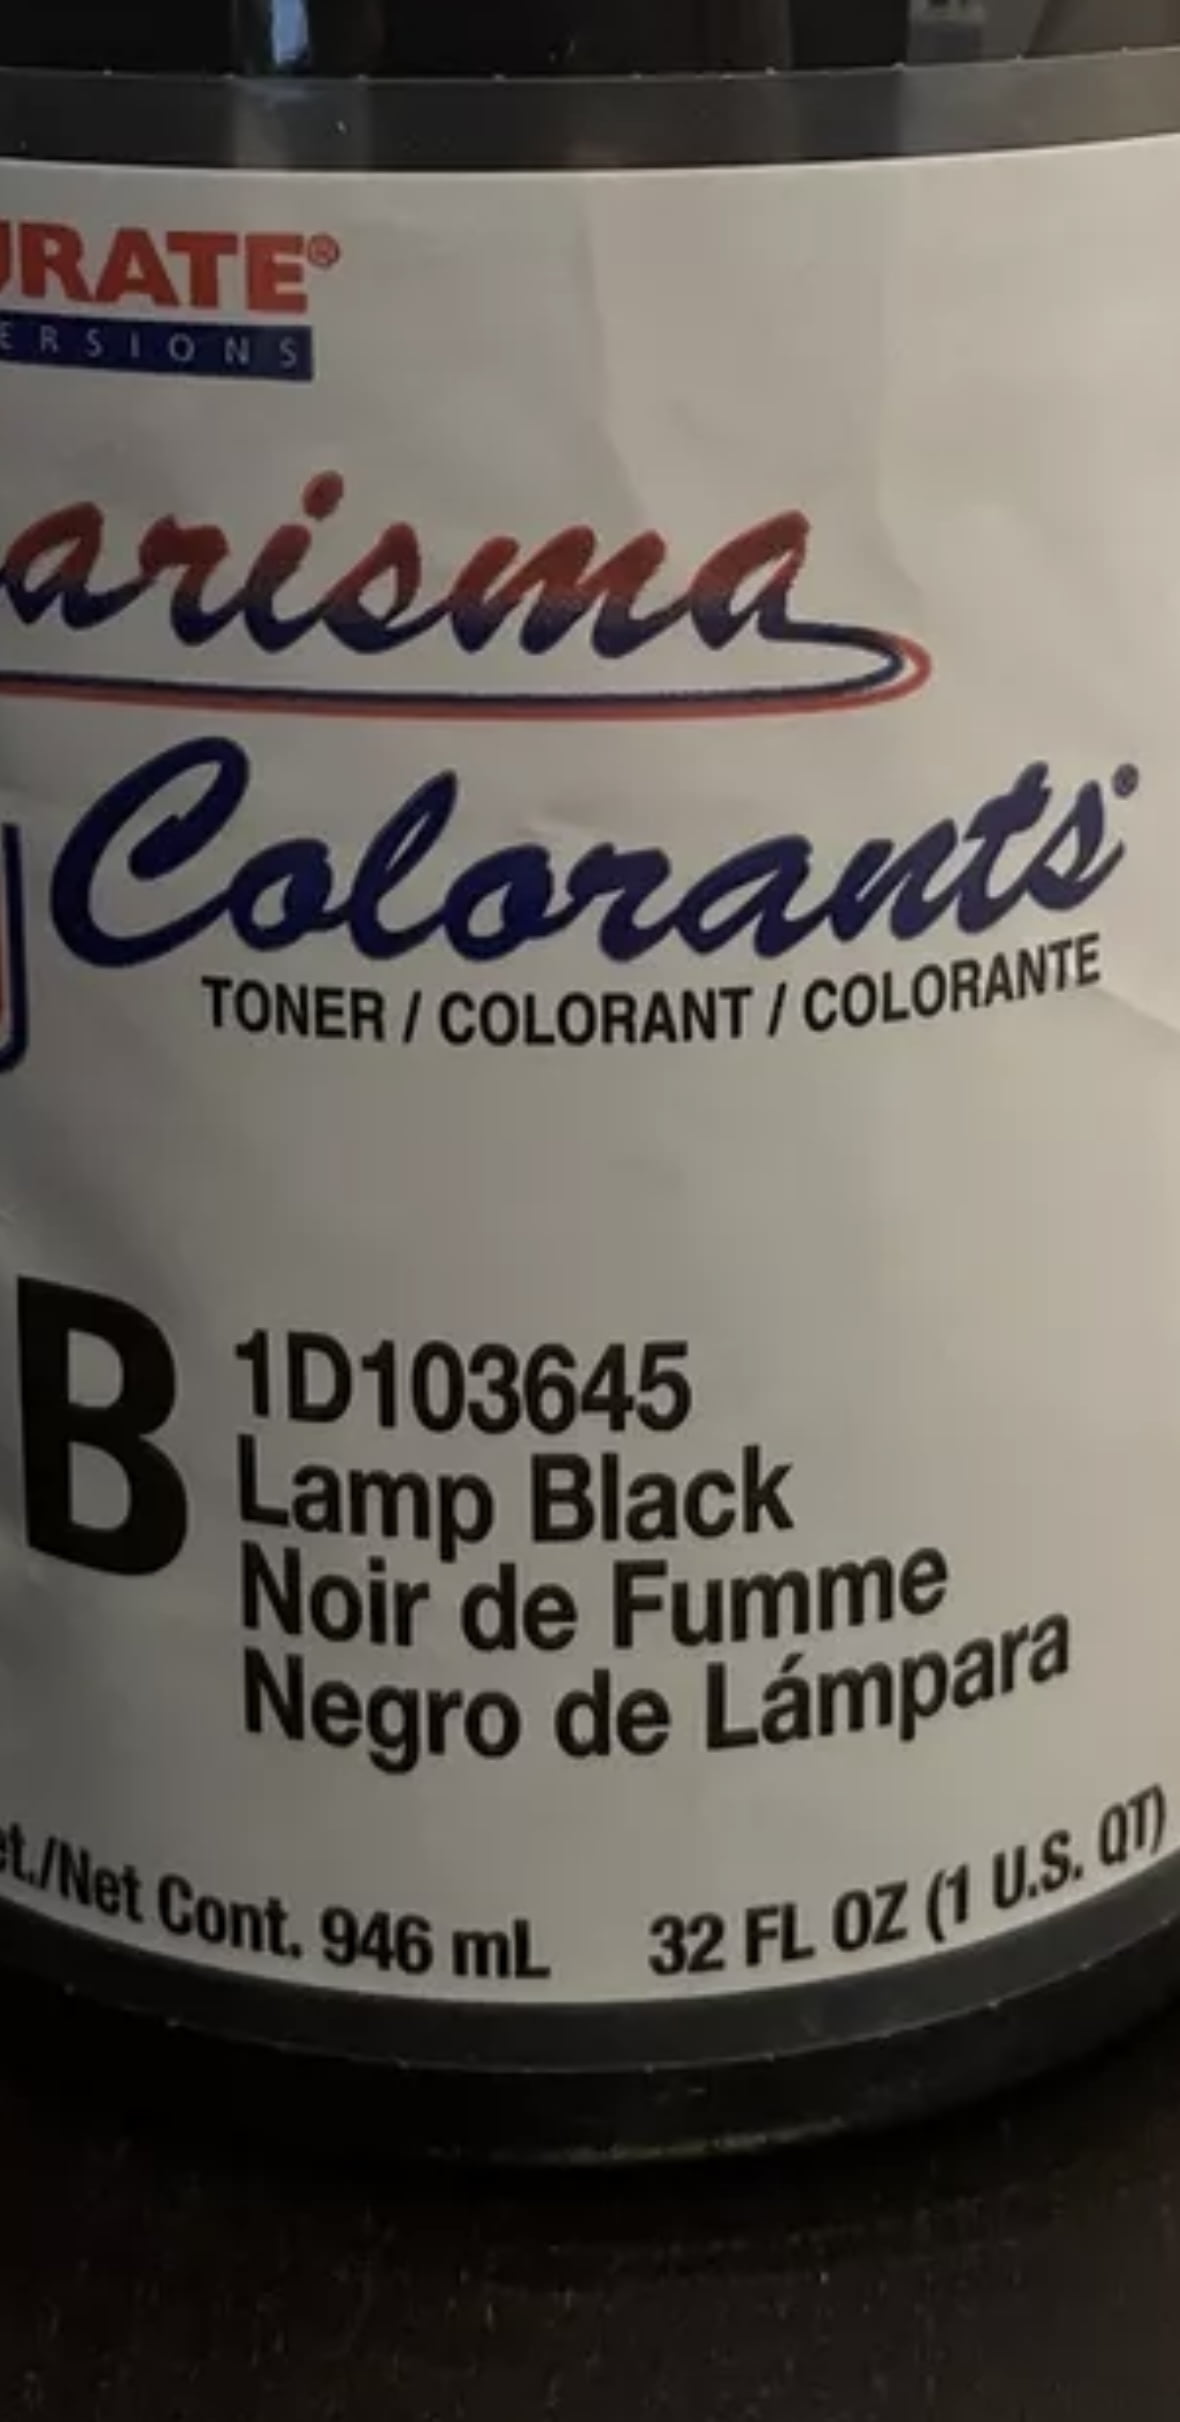 URATE®
ERSIONS
arisma
Colorants®
TONER / COLORANT / COLORANTE
B
1D103645
Lamp Black
Noir de Fumme
Negro de Lámpara
et./Net Cont. 946 mL 32 FL OZ (1 U.S. QT)